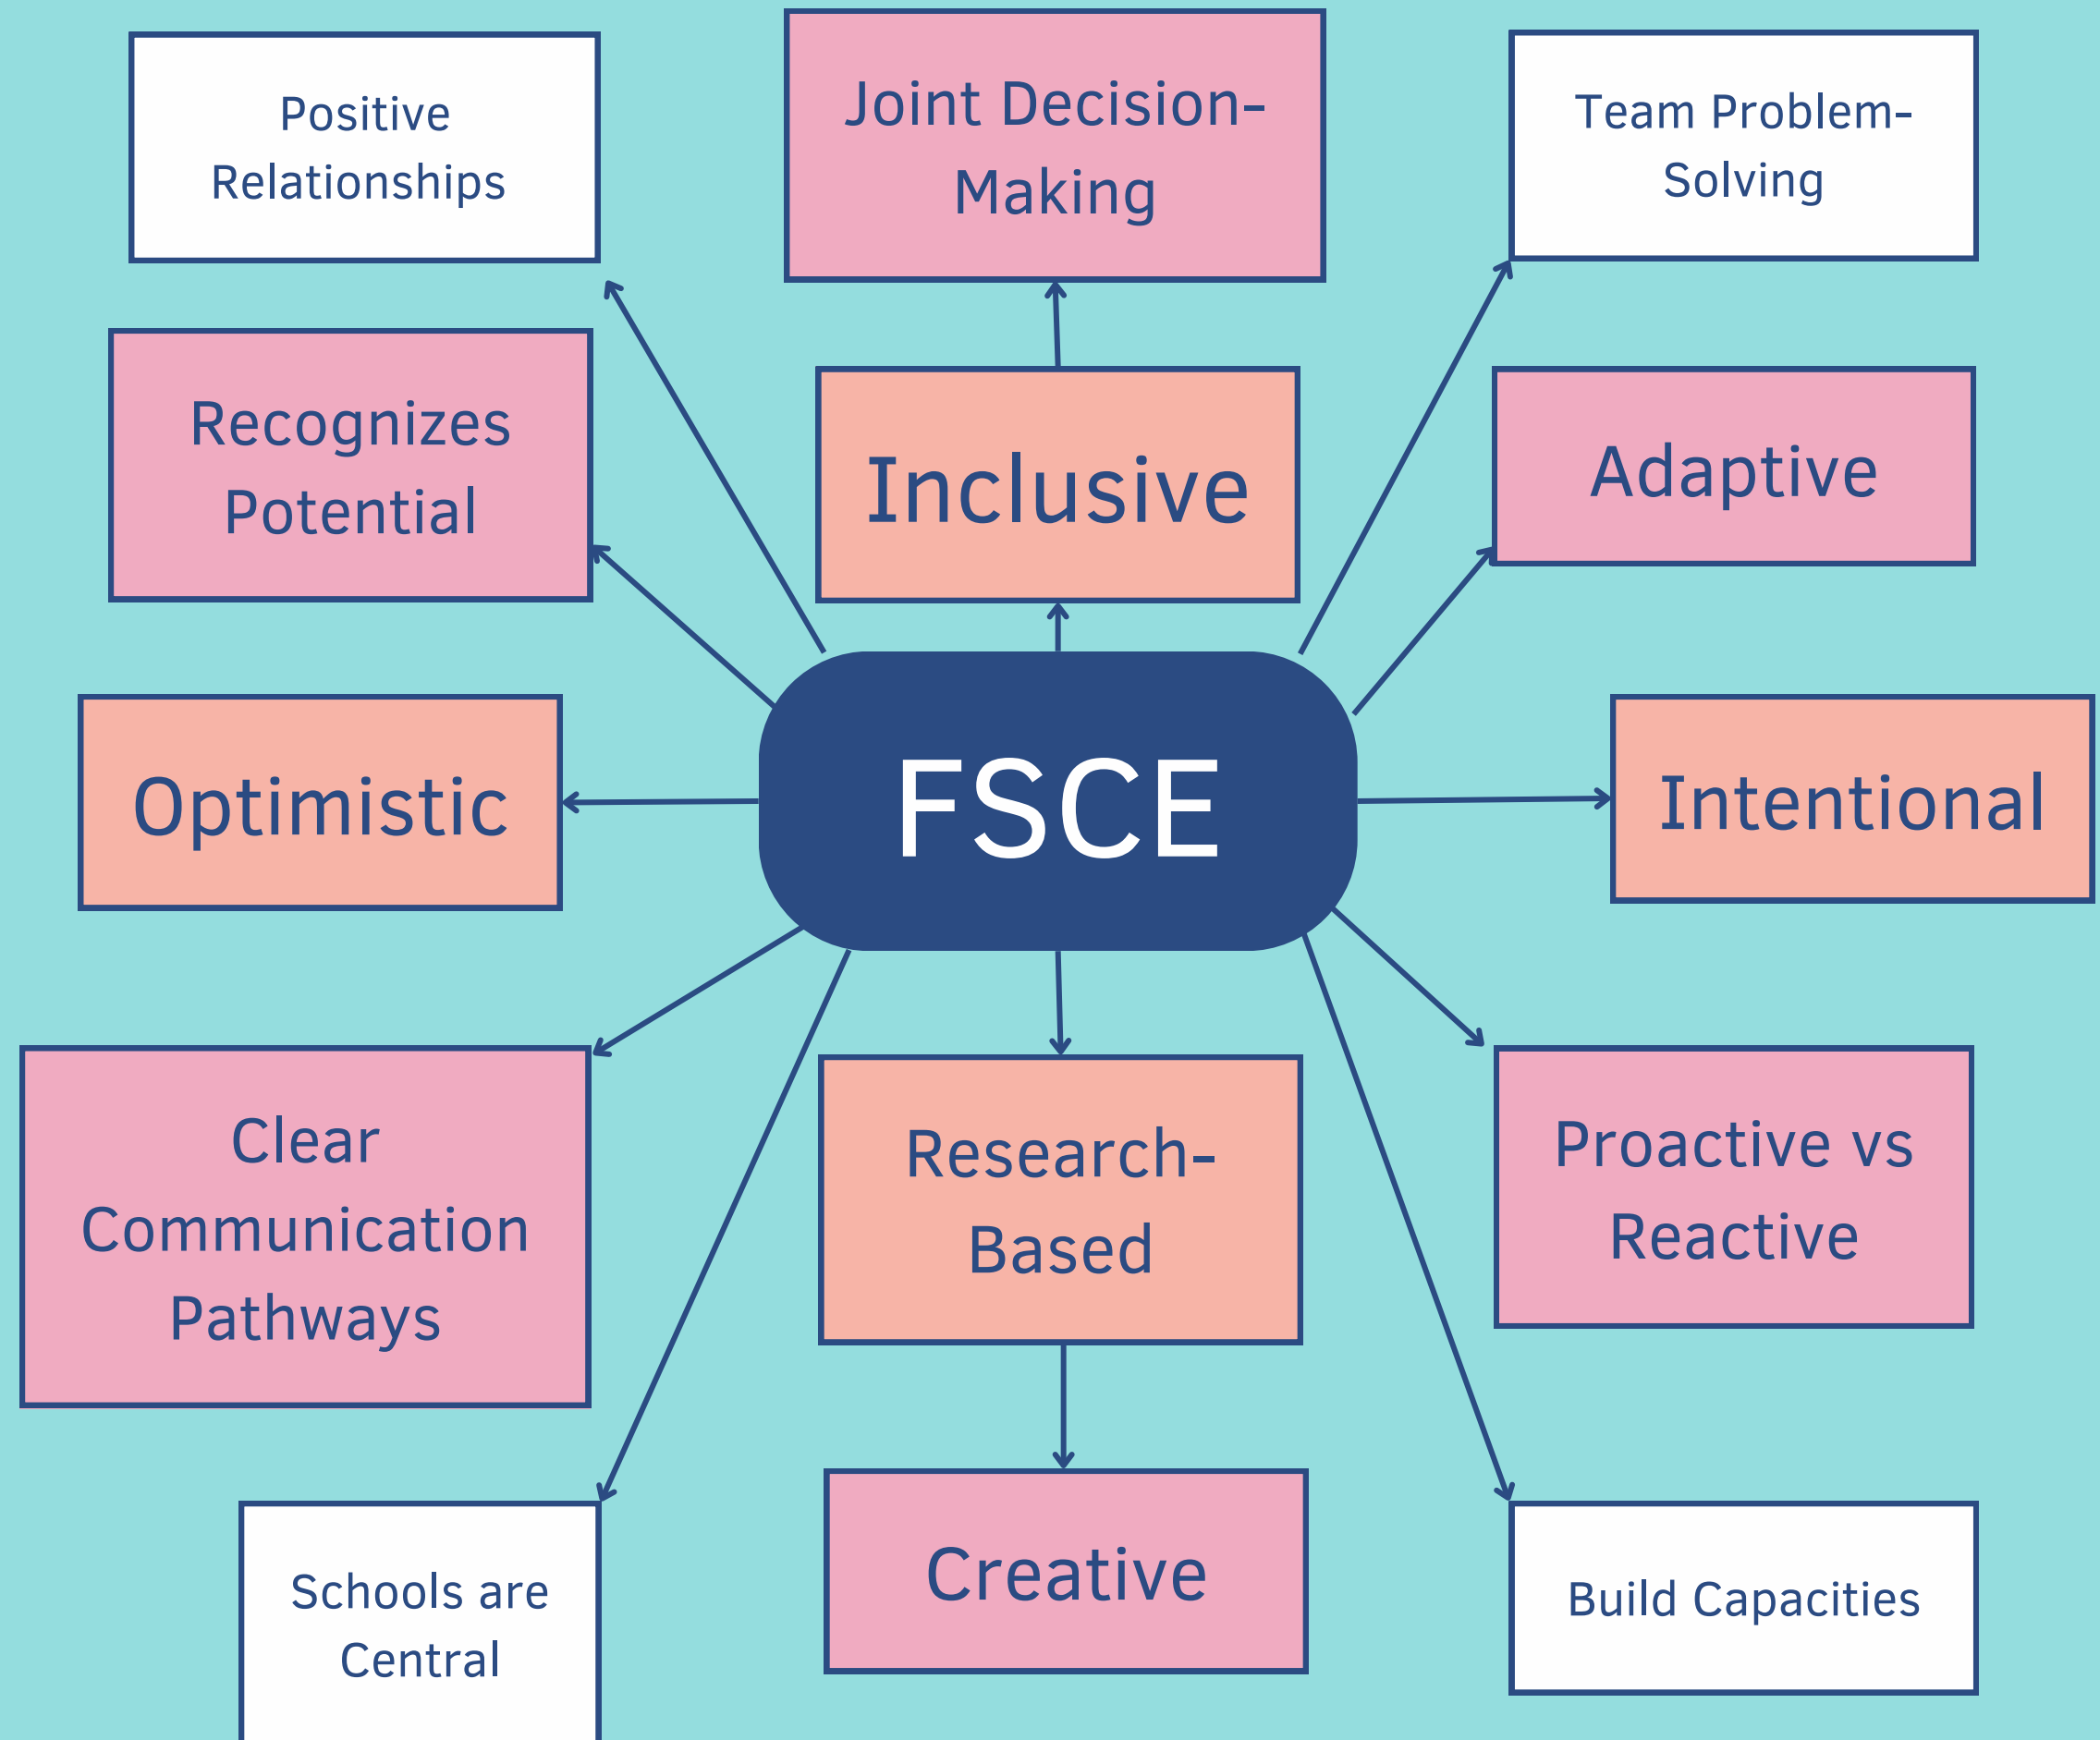 Positive
Relationships
Joint Decision-
Making
Team Problem-
Solving
Recognizes
Potential
Inclusive
Adaptive
Optimistic
FSCE
Intentional
Clear
Communication
Pathways
Research-
Based
Proactive vs
Reactive
Schools are
Central
Creative
Build Capacities